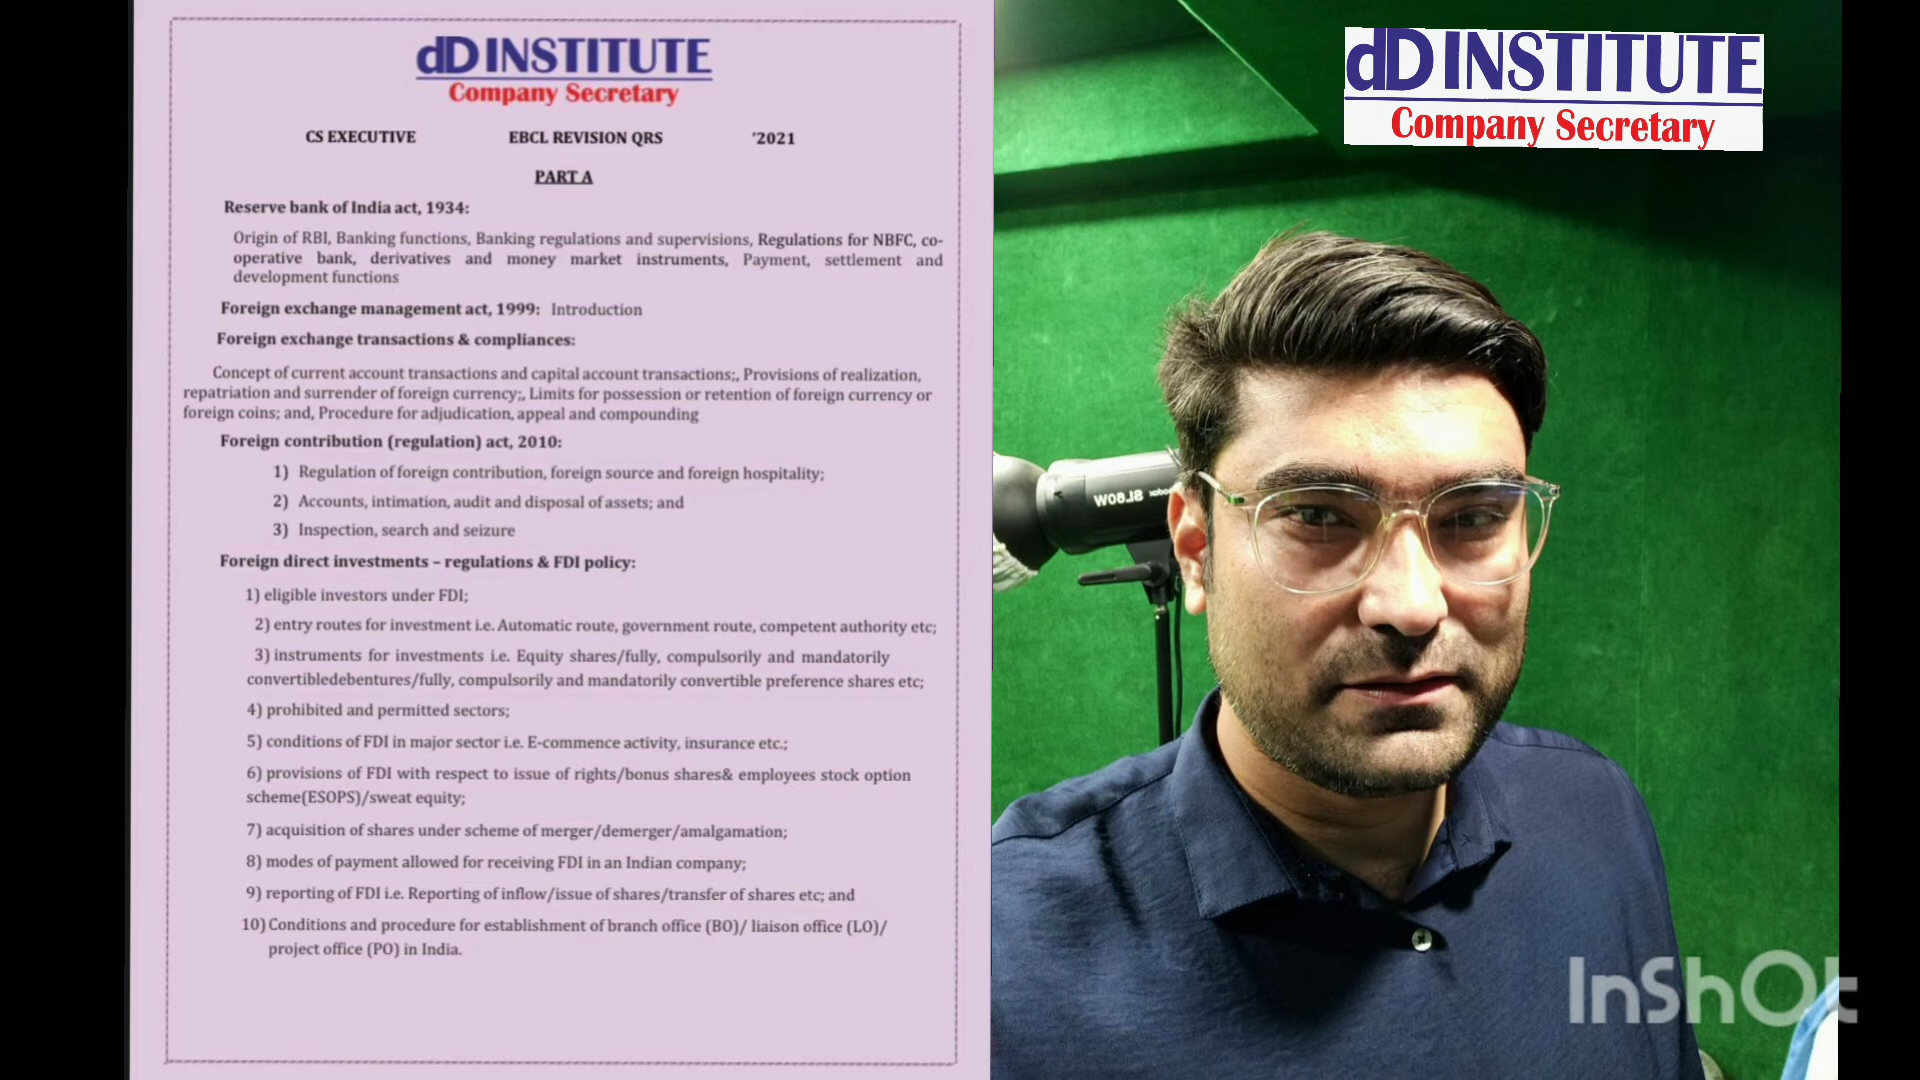 dD INSTITUTE
Company Secretary
CS EXECUTIVE EBCL REVISION QRS '2021
PART A
Reserve bank of India act, 1934:
Origin of RBI, Banking functions, Banking regulations and supervisions, Regulations for NBFC, co-
operative bank, derivatives and money market instruments, Payment, settlement and
development functions
Foreign exchange management act, 1999: Introduction
Foreign exchange transactions & compliances:
Concept of current account transactions and capital account transactions;, Provisions of realization,
repatriation and surrender of foreign currency;, Limits for possession or retention of foreign currency or
foreign coins; and, Procedure for adjudication, appeal and compounding
Foreign contribution (regulation) act, 2010:
1) Regulation of foreign contribution, foreign source and foreign hospitality;
2) Accounts, intimation, audit and disposal of assets; and
3) Inspection, search and seizure
Foreign direct investments – regulations & FDI policy:
1) eligible investors under FDI;
2) entry routes for investment i.e. Automatic route, government route, competent authority etc;
3) instruments for investments i.e. Equity shares/fully, compulsorily and mandatorily
convertibledebentures/fully, compulsorily and mandatorily convertible preference shares etc;
4) prohibited and permitted sectors;
5) conditions of FDI in major sector i.e. E-commence activity, insurance etc.;
6) provisions of FDI with respect to issue of rights/bonus shares& employees stock option
scheme(ESOPS)/sweat equity;
7) acquisition of shares under scheme of merger/demerger/amalgamation;
8) modes of payment allowed for receiving FDI in an Indian company;
9) reporting of FDI i.e. Reporting of inflow/issue of shares/transfer of shares etc; and
10) Conditions and procedure for establishment of branch office (BO)/ liaison office (LO)/
project office (PO) in India.
dD INSTITUTE
Company Secretary
Godox SL60W
InShOt